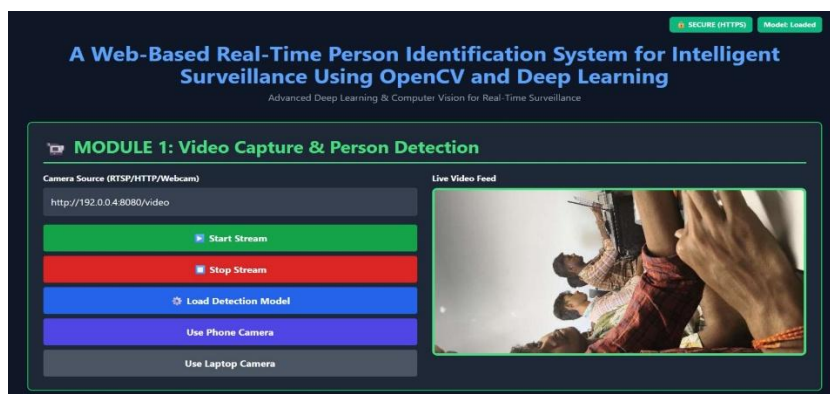 SECURE (HTTPS)
Model: Loaded
A Web-Based Real-Time Person Identification System for Intelligent
Surveillance Using OpenCV and Deep Learning
Advanced Deep Learning & Computer Vision for Real-Time Surveillance
MODULE 1: Video Capture & Person Detection
Camera Source (RTSP/HTTP/Webcam)
http://192.0.0.4:8080/video
Start Stream
Stop Stream
Load Detection Model
Use Phone Camera
Use Laptop Camera
Live Video Feed